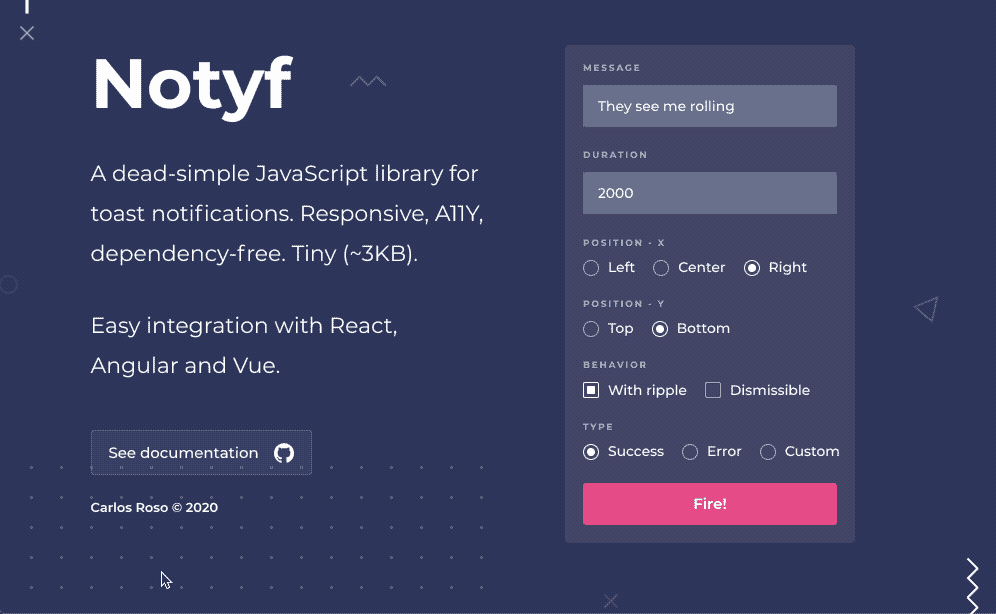 Notyf
A dead-simple JavaScript library for
toast notifications. Responsive, A11Y,
dependency-free. Tiny (~3KB).
Easy integration with React,
Angular and Vue.
See documentation
Carlos Roso © 2020
MESSAGE
They see me rolling
DURATION
2000
POSITION - X
Left Center Right
POSITION - Y
Top Bottom
BEHAVIOR
With ripple Dismissible
TYPE
Success Error Custom
Fire!